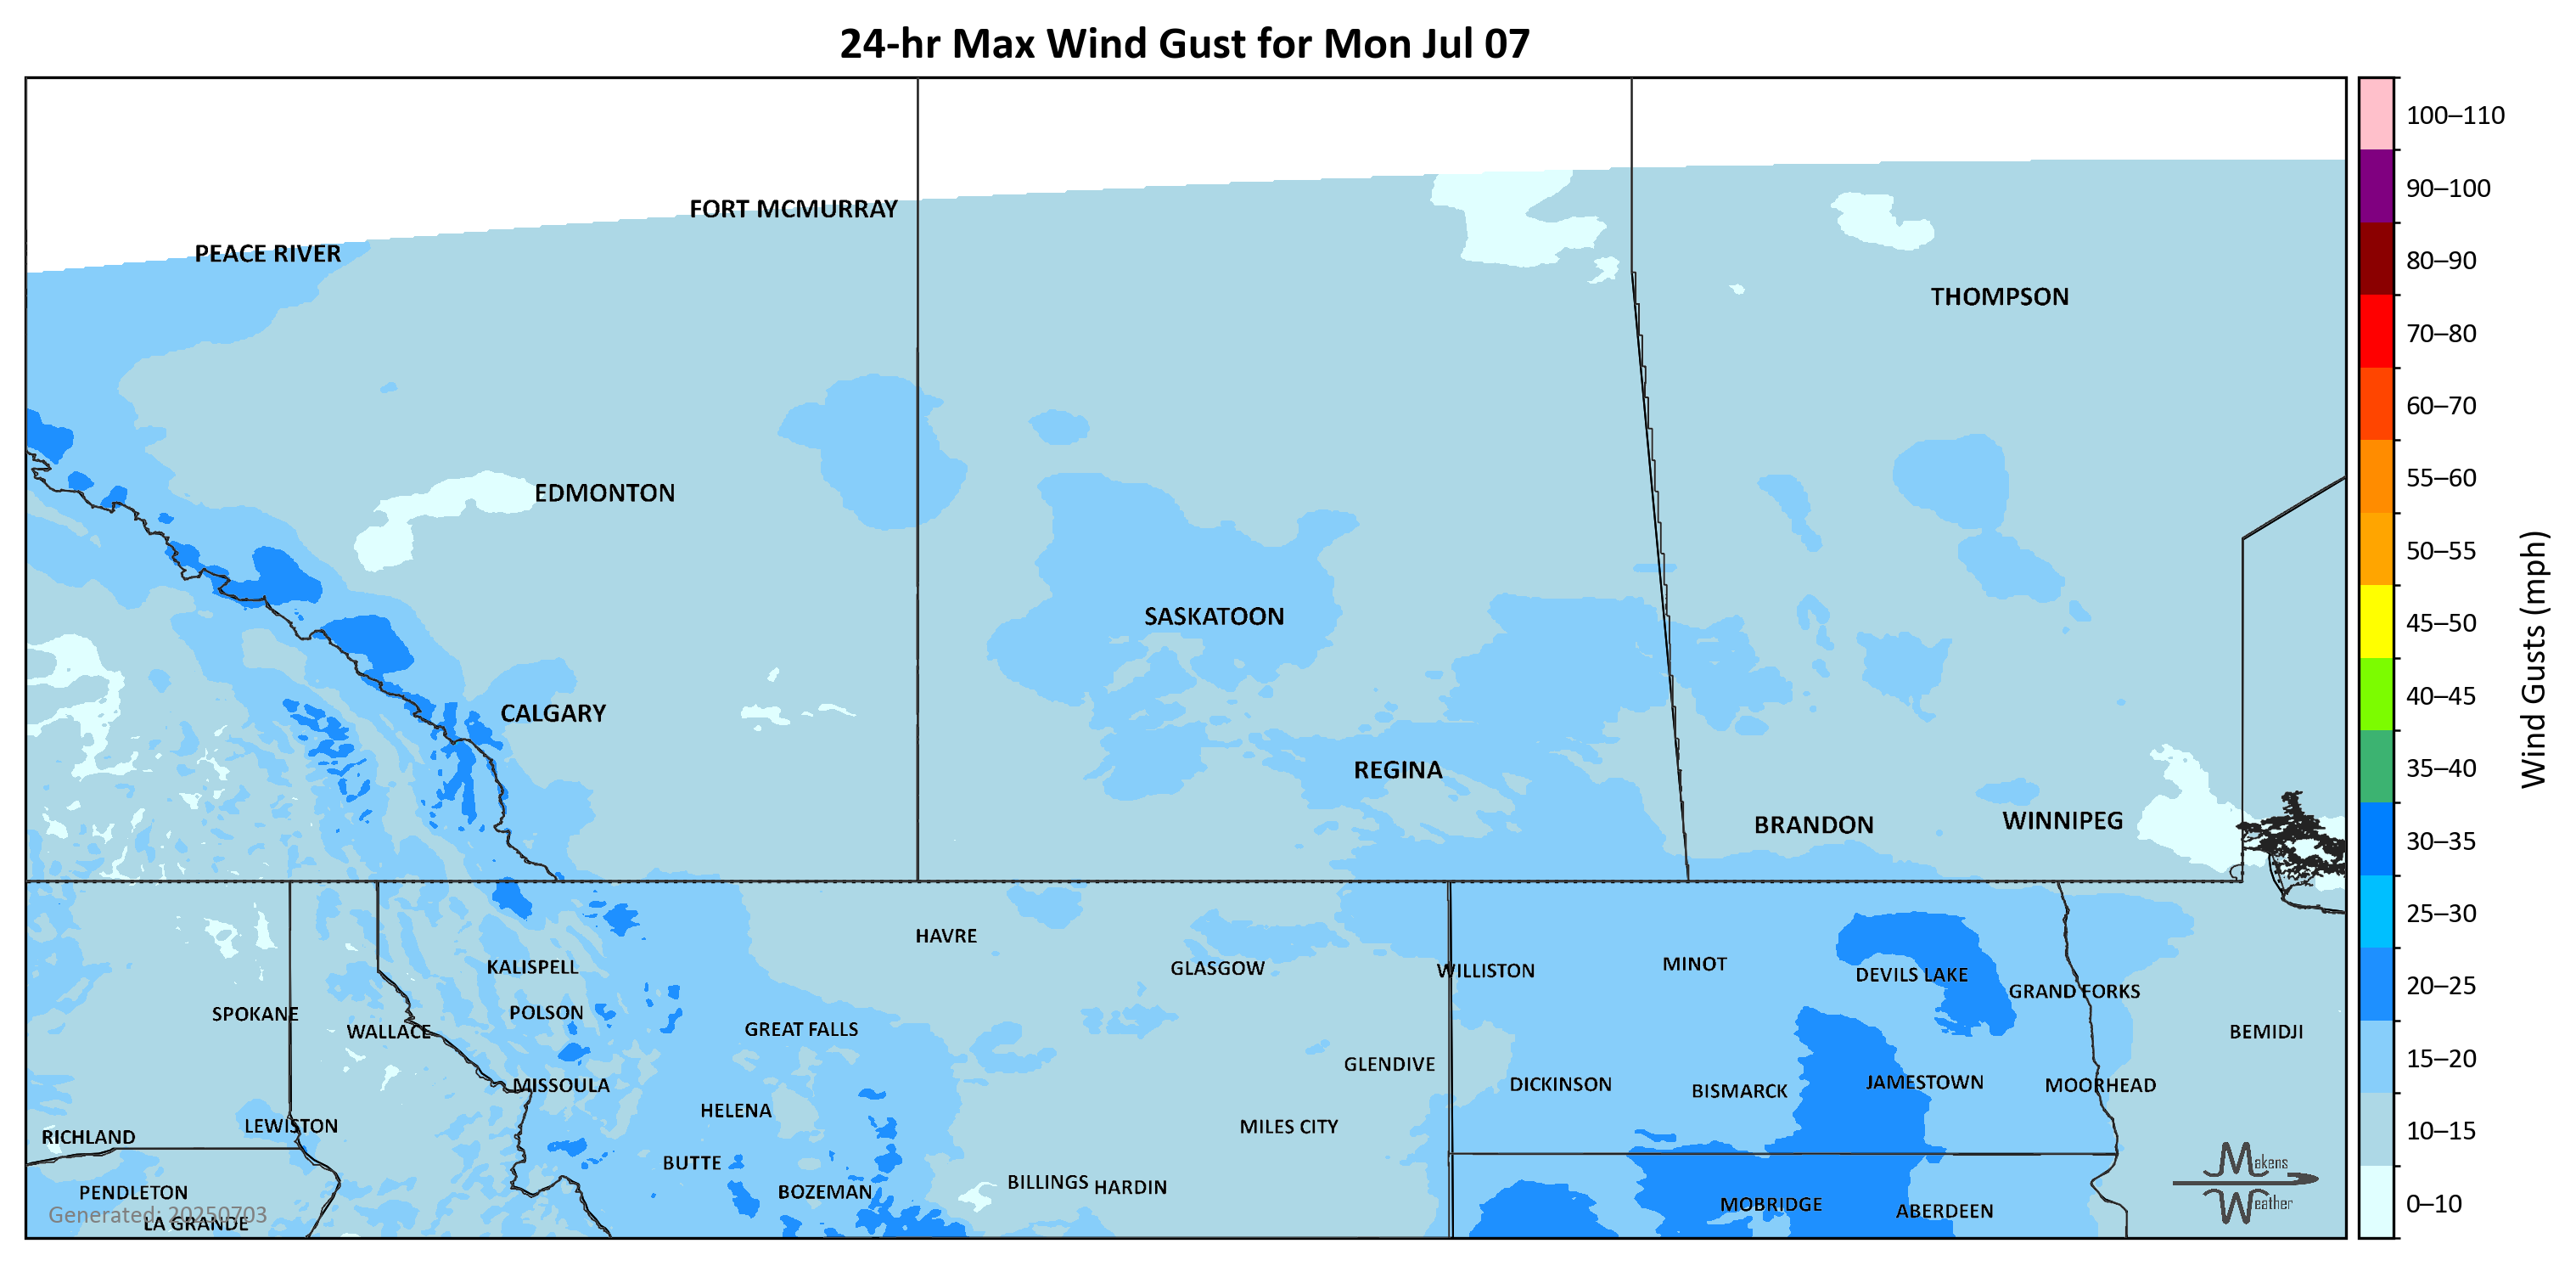 24-hr Max Wind Gust for Mon Jul 07
100–110
FORT MCMURRAY
90–100
PEACE RIVER
80–90
THOMPSON
70–80
60–70
55–60
EDMONTON
50–55
SASKATOON
45–50
40–45
CALGARY
Wind Gusts (mph)
REGINA
35–40
BRANDON
WINNIPEG
30–35
HAVRE
25–30
KALISPELL
GLASGOW
WILLISTON
MINOT
DEVILS LAKE
20–25
GRAND FORKS
SPOKANE
POLSON
WALLACE
GREAT FALLS
BEMIDJI
15–20
GLENDIVE
MISSOULA
DICKINSON
BISMARCK
JAMESTOWN
MOORHEAD
HELENA
LEWISTON
MILES CITY
RICHLAND
10–15
BUTTE
Makens
Weather
PENDLETON
BOZEMAN
BILLINGS
HARDIN
MOBRIDGE
ABERDEEN
0–10
Generated: 20250703
LA GRANDE